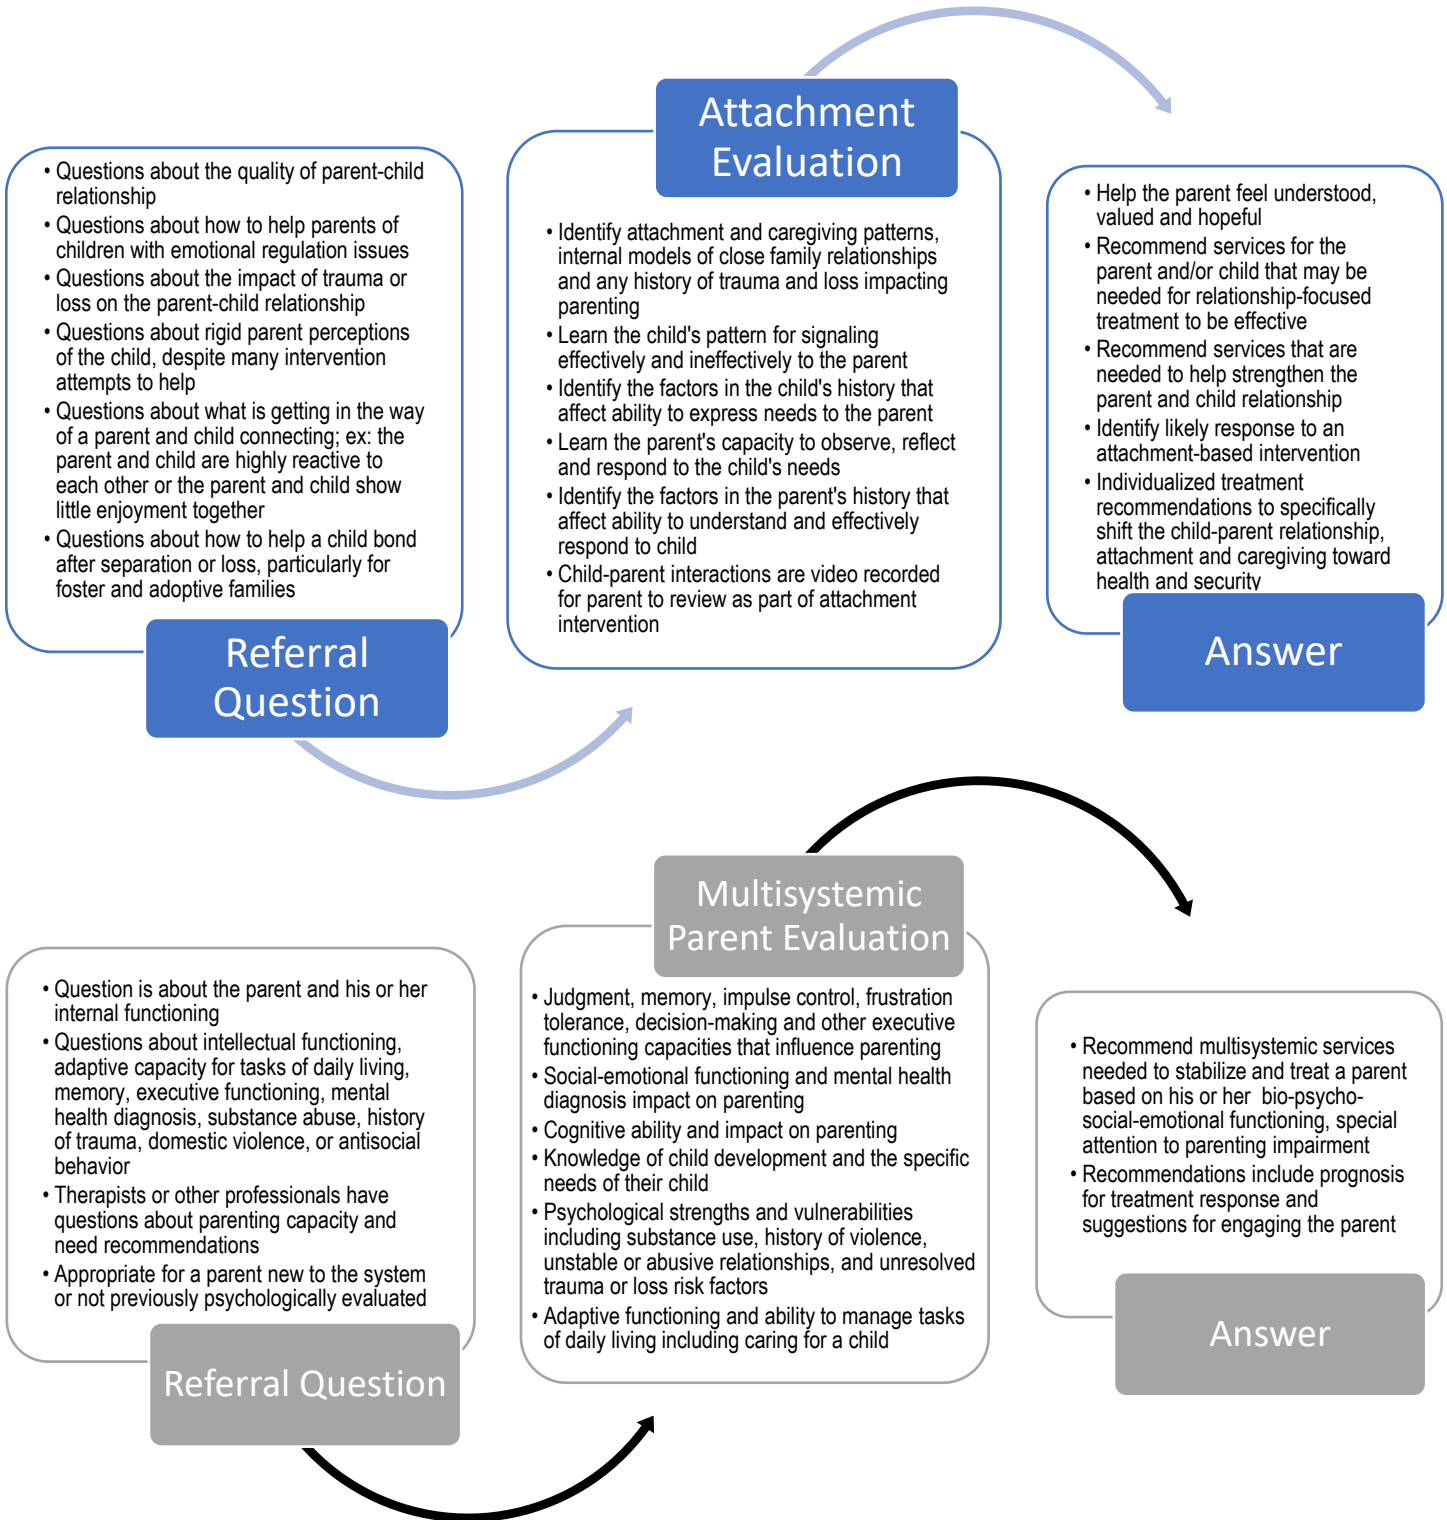 • Questions about the quality of parent-child
relationship
• Questions about how to help parents of
children with emotional regulation issues
• Questions about the impact of trauma or
loss on the parent-child relationship
• Questions about rigid parent perceptions
of the child, despite many intervention
attempts to help
• Questions about what is getting in the way
of a parent and child connecting; ex: the
parent and child are highly reactive to
each other or the parent and child show
little enjoyment together
• Questions about how to help a child bond
after separation or loss, particularly for
foster and adoptive families
Referral
Question
Attachment
Evaluation
• Identify attachment and caregiving patterns,
internal models of close family relationships
and any history of trauma and loss impacting
parenting
• Learn the child's pattern for signaling
effectively and ineffectively to the parent
• Identify the factors in the child's history that
affect ability to express needs to the parent
• Learn the parent's capacity to observe, reflect
and respond to the child's needs
• Identify the factors in the parent's history that
affect ability to understand and effectively
respond to child
• Child-parent interactions are video recorded
for parent to review as part of attachment
intervention
• Help the parent feel understood,
valued and hopeful
• Recommend services for the
parent and/or child that may be
needed for relationship-focused
treatment to be effective
• Recommend services that are
needed to help strengthen the
parent and child relationship
• Identify likely response to an
attachment-based intervention
• Individualized treatment
recommendations to specifically
shift the child-parent relationship,
attachment and caregiving toward
health and security
Answer
• Question is about the parent and his or her
internal functioning
• Questions about intellectual functioning,
adaptive capacity for tasks of daily living,
memory, executive functioning, mental
health diagnosis, substance abuse, history
of trauma, domestic violence, or antisocial
behavior
• Therapists or other professionals have
questions about parenting capacity and
need recommendations
• Appropriate for a parent new to the system
or not previously psychologically evaluated
Referral Question
Multisystemic
Parent Evaluation
• Judgment, memory, impulse control, frustration
tolerance, decision-making and other executive
functioning capacities that influence parenting
• Social-emotional functioning and mental health
diagnosis impact on parenting
• Cognitive ability and impact on parenting
• Knowledge of child development and the specific
needs of their child
• Psychological strengths and vulnerabilities
including substance use, history of violence,
unstable or abusive relationships, and unresolved
trauma or loss risk factors
• Adaptive functioning and ability to manage tasks
of daily living including caring for a child
• Recommend multisystemic services
needed to stabilize and treat a parent
based on his or her bio-psycho-
social-emotional functioning, special
attention to parenting impairment
• Recommendations include prognosis
for treatment response and
suggestions for engaging the parent
Answer